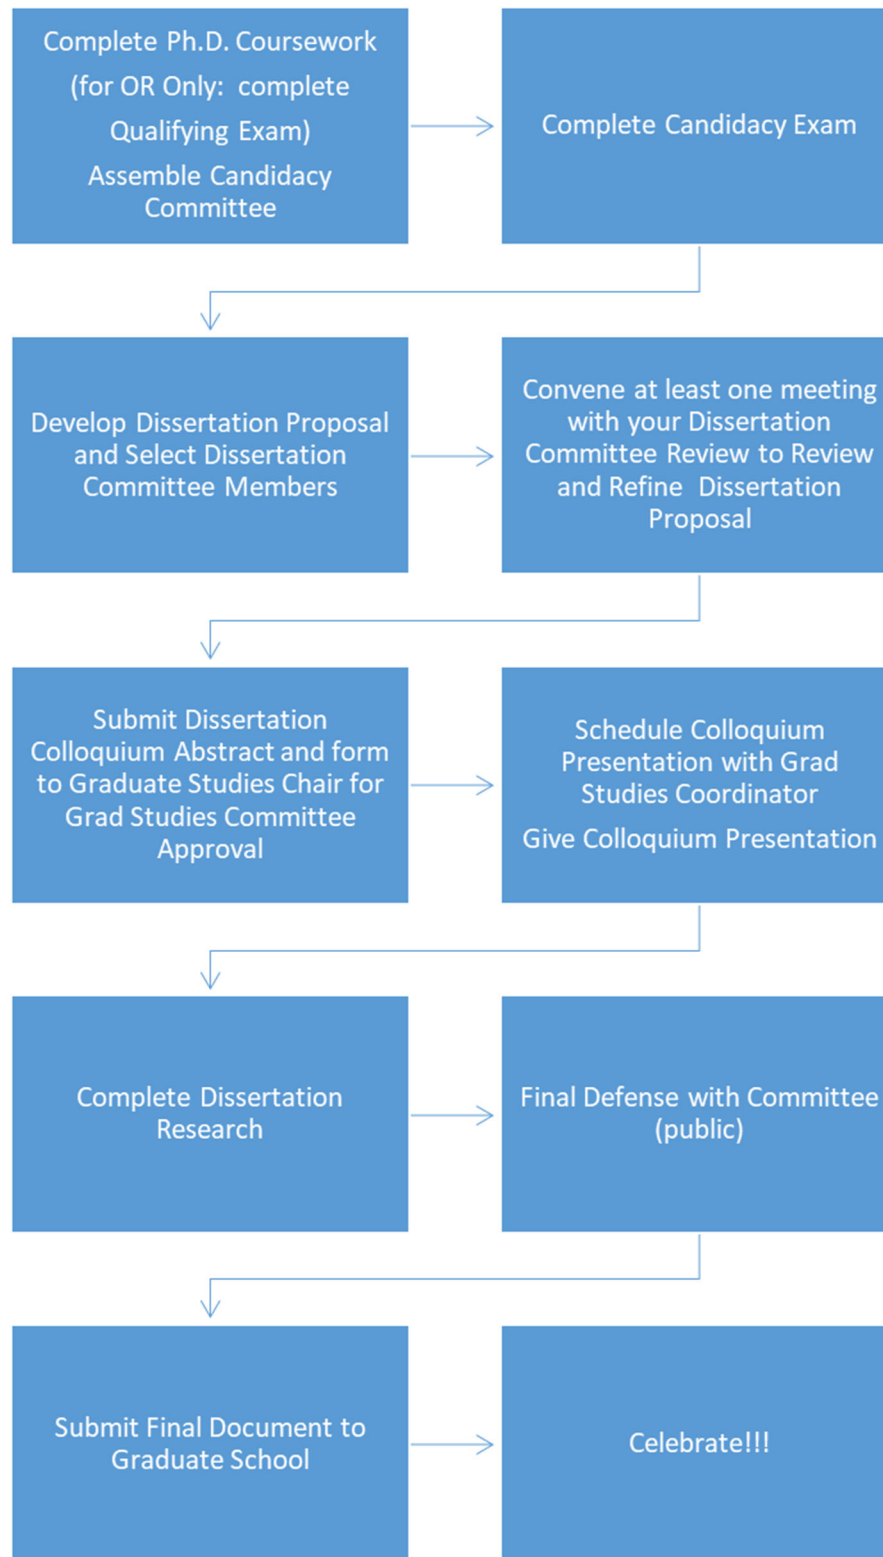 Complete Ph.D. Coursework
(for OR Only:  complete
Qualifying Exam)
Assemble Candidacy
Committee
Complete Candidacy Exam
Develop Dissertation Proposal
and Select Dissertation
Committee Members
Convene at least one meeting
with your Dissertation
Committee Review to Review
and Refine  Dissertation
Proposal
Submit Dissertation
Colloquium Abstract and form
to Graduate Studies Chair for
Grad Studies Committee
Approval
Schedule Colloquium
Presentation with Grad
Studies Coordinator
Give Colloquium Presentation
Complete Dissertation
Research
Final Defense with Committee
(public)
Submit Final Document to
Graduate School
Celebrate!!!